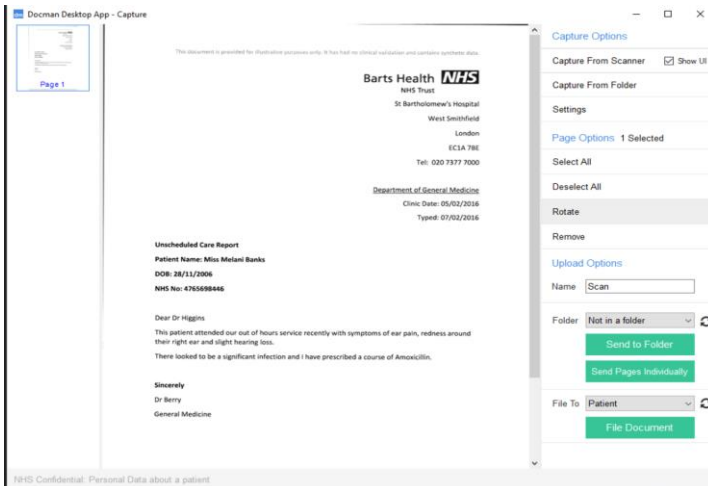 Docman Desktop App - Capture
Page 1
This document is provided for illustrative purposes only. It has had no clinical validation and contains synthetic data.
Barts Health NHS
NHS Trust
St Bartholomew's Hospital
West Smithfield
London
EC1A 7BE
Tel: 020 7377 7000
Department of General Medicine
Clinic Date: 05/02/2016
Typed: 07/02/2016
Unscheduled Care Report
Patient Name: Miss Melani Banks
DOB: 28/11/2006
NHS No: 4765698446
Dear Dr Higgins
This patient attended our out of hours service recently with symptoms of ear pain, redness around
their right ear and slight hearing loss.
There looked to be a significant infection and I have prescribed a course of Amoxicillin.
Sincerely
Dr Berry
General Medicine
Capture Options
Capture From Scanner Show UI
Capture From Folder
Settings
Page Options 1 Selected
Select All
Deselect All
Rotate
Remove
Upload Options
Name Scan
Folder Not in a folder
Send to Folder
Send Pages Individually
File To Patient
File Document
NHS Confidential: Personal Data about a patient